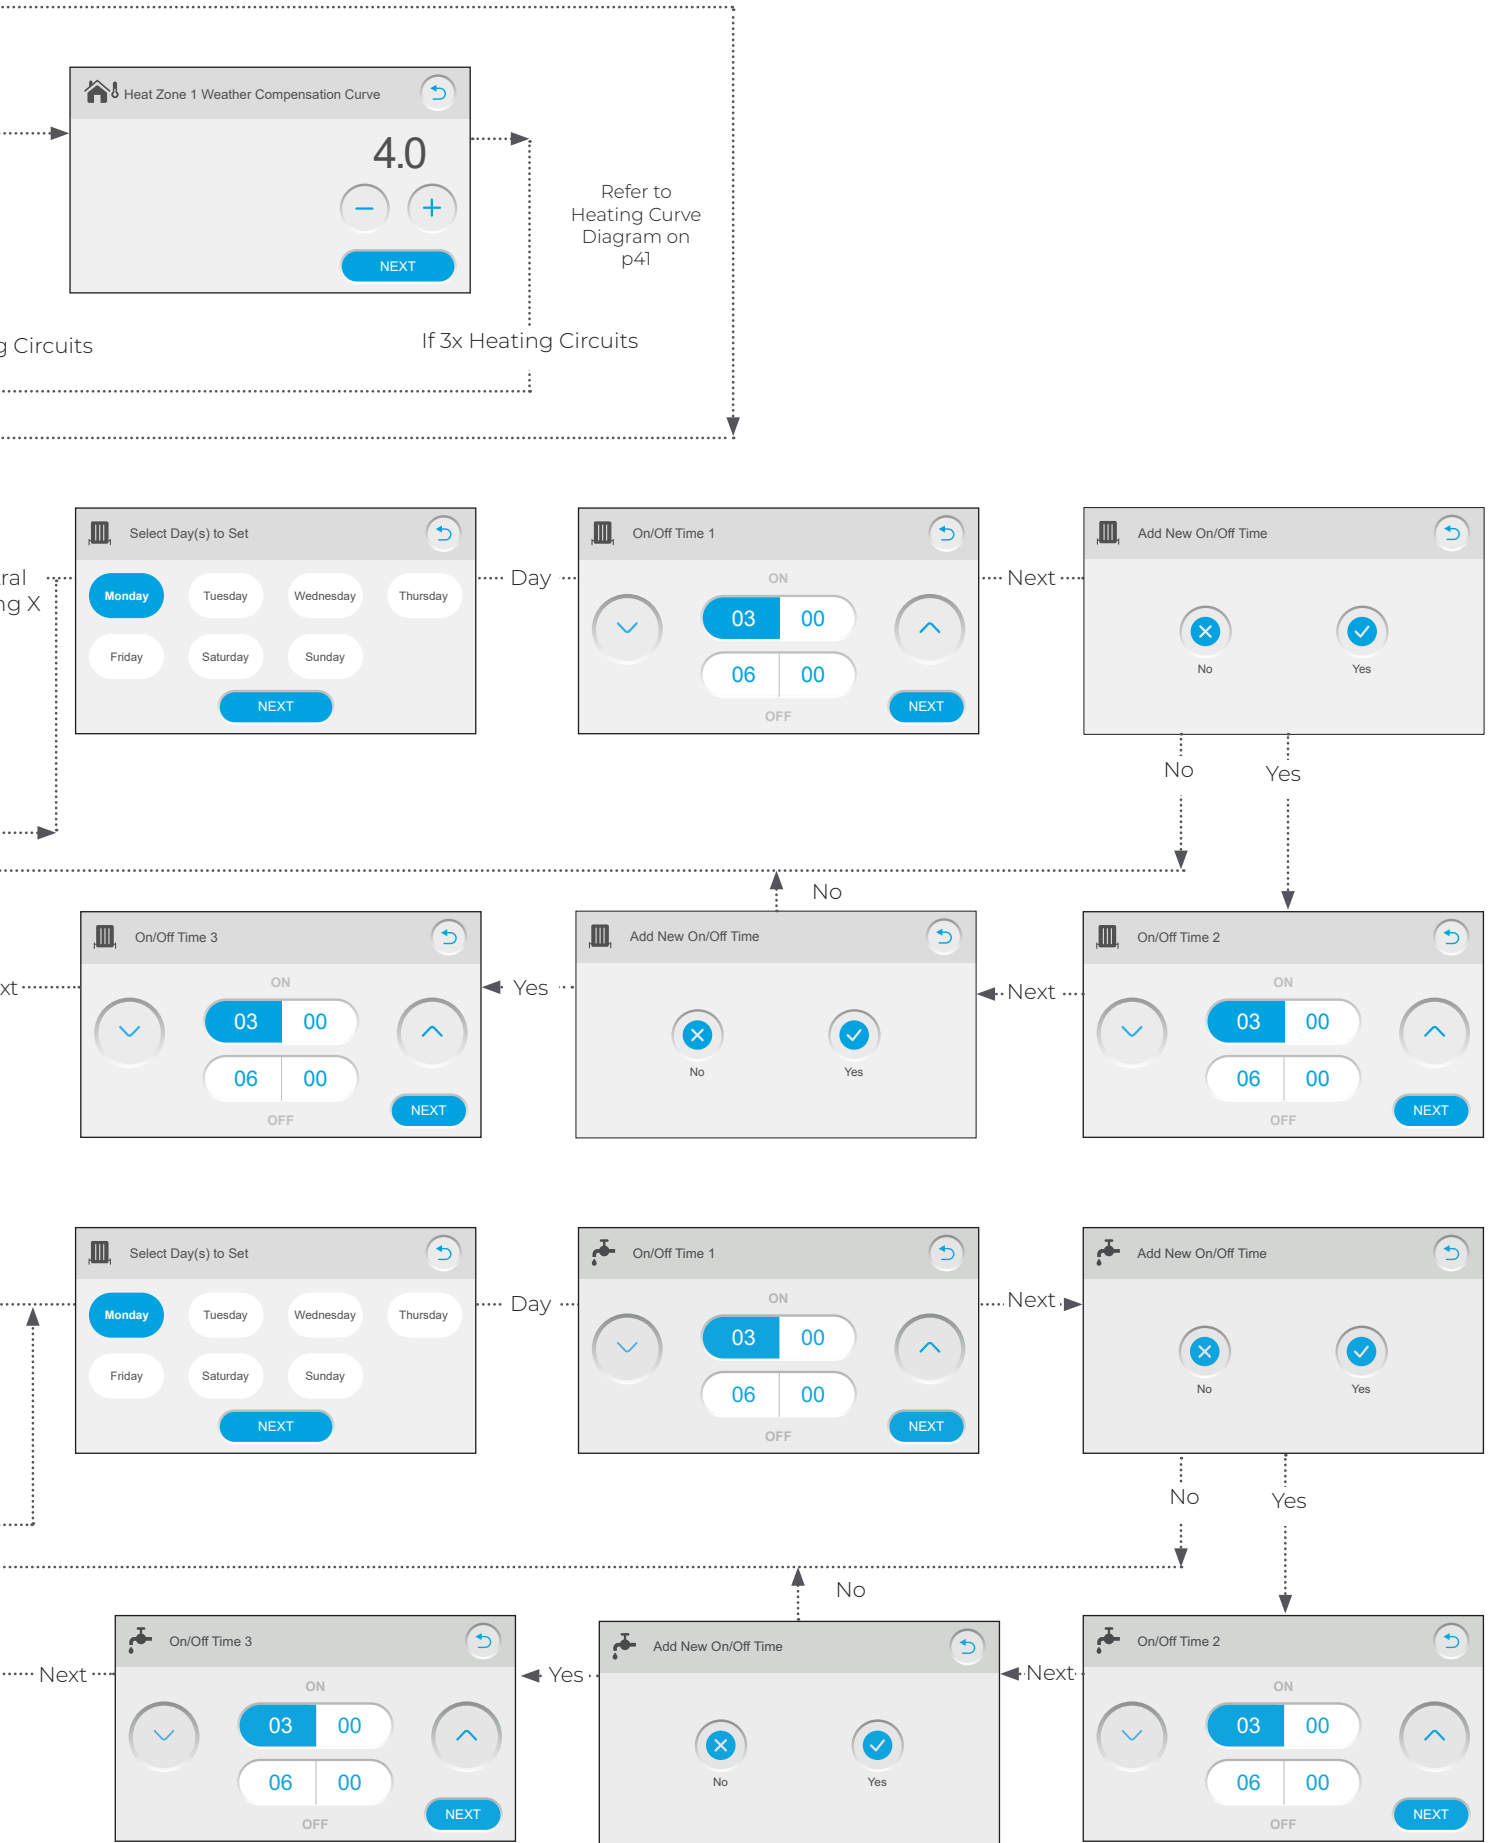 Heat Zone 1 Weather Compensation Curve
4.0
NEXT
Refer to
Heating Curve
Diagram on
p41
Circuits
If 3x Heating Circuits
Select Day(s) to Set
Monday
Tuesday
Wednesday
Thursday
Friday
Saturday
Sunday
NEXT
Day
On/Off Time 1
ON
03 00
06 00
OFF
NEXT
Next
Add New On/Off Time
No
Yes
X
No
Yes
No
On/Off Time 3
ON
03 00
06 00
OFF
NEXT
Yes
Add New On/Off Time
No
Yes
Next
On/Off Time 2
ON
03 00
06 00
OFF
NEXT
Select Day(s) to Set
Monday
Tuesday
Wednesday
Thursday
Friday
Saturday
Sunday
NEXT
Day
On/Off Time 1
ON
03 00
06 00
OFF
NEXT
Next
Add New On/Off Time
No
Yes
No
Yes
No
Next
On/Off Time 3
ON
03 00
06 00
OFF
NEXT
Yes
Add New On/Off Time
No
Yes
Next
On/Off Time 2
ON
03 00
06 00
OFF
NEXT